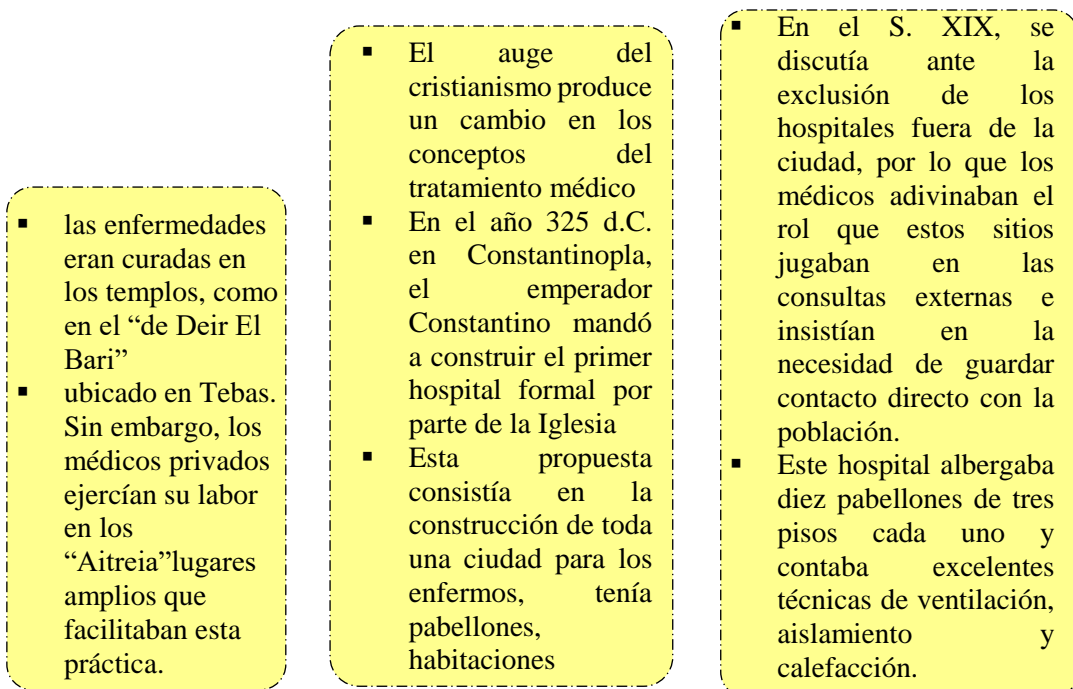 ▪ las enfermedades
eran curadas en
los templos, como
en el “de Deir El
Bari”
▪ ubicado en Tebas.
Sin embargo, los
médicos privados
ejercían su labor
en los
“Aitreia”lugares
amplios que
facilitaban esta
práctica.
▪ El auge del
cristianismo produce
un cambio en los
conceptos del
tratamiento médico
▪ En el año 325 d.C.
en Constantinopla,
el emperador
Constantino mandó
a construir el primer
hospital formal por
parte de la Iglesia
▪ Esta propuesta
consistía en la
construcción de toda
una ciudad para los
enfermos, tenía
pabellones,
habitaciones
▪ En el S. XIX, se
discutía ante la
exclusión de los
hospitales fuera de la
ciudad, por lo que los
médicos adivinaban el
rol que estos sitios
jugaban en las
consultas externas e
insistían en la
necesidad de guardar
contacto directo con la
población.
▪ Este hospital albergaba
diez pabellones de tres
pisos cada uno y
contaba excelentes
técnicas de ventilación,
aislamiento y
calefacción.